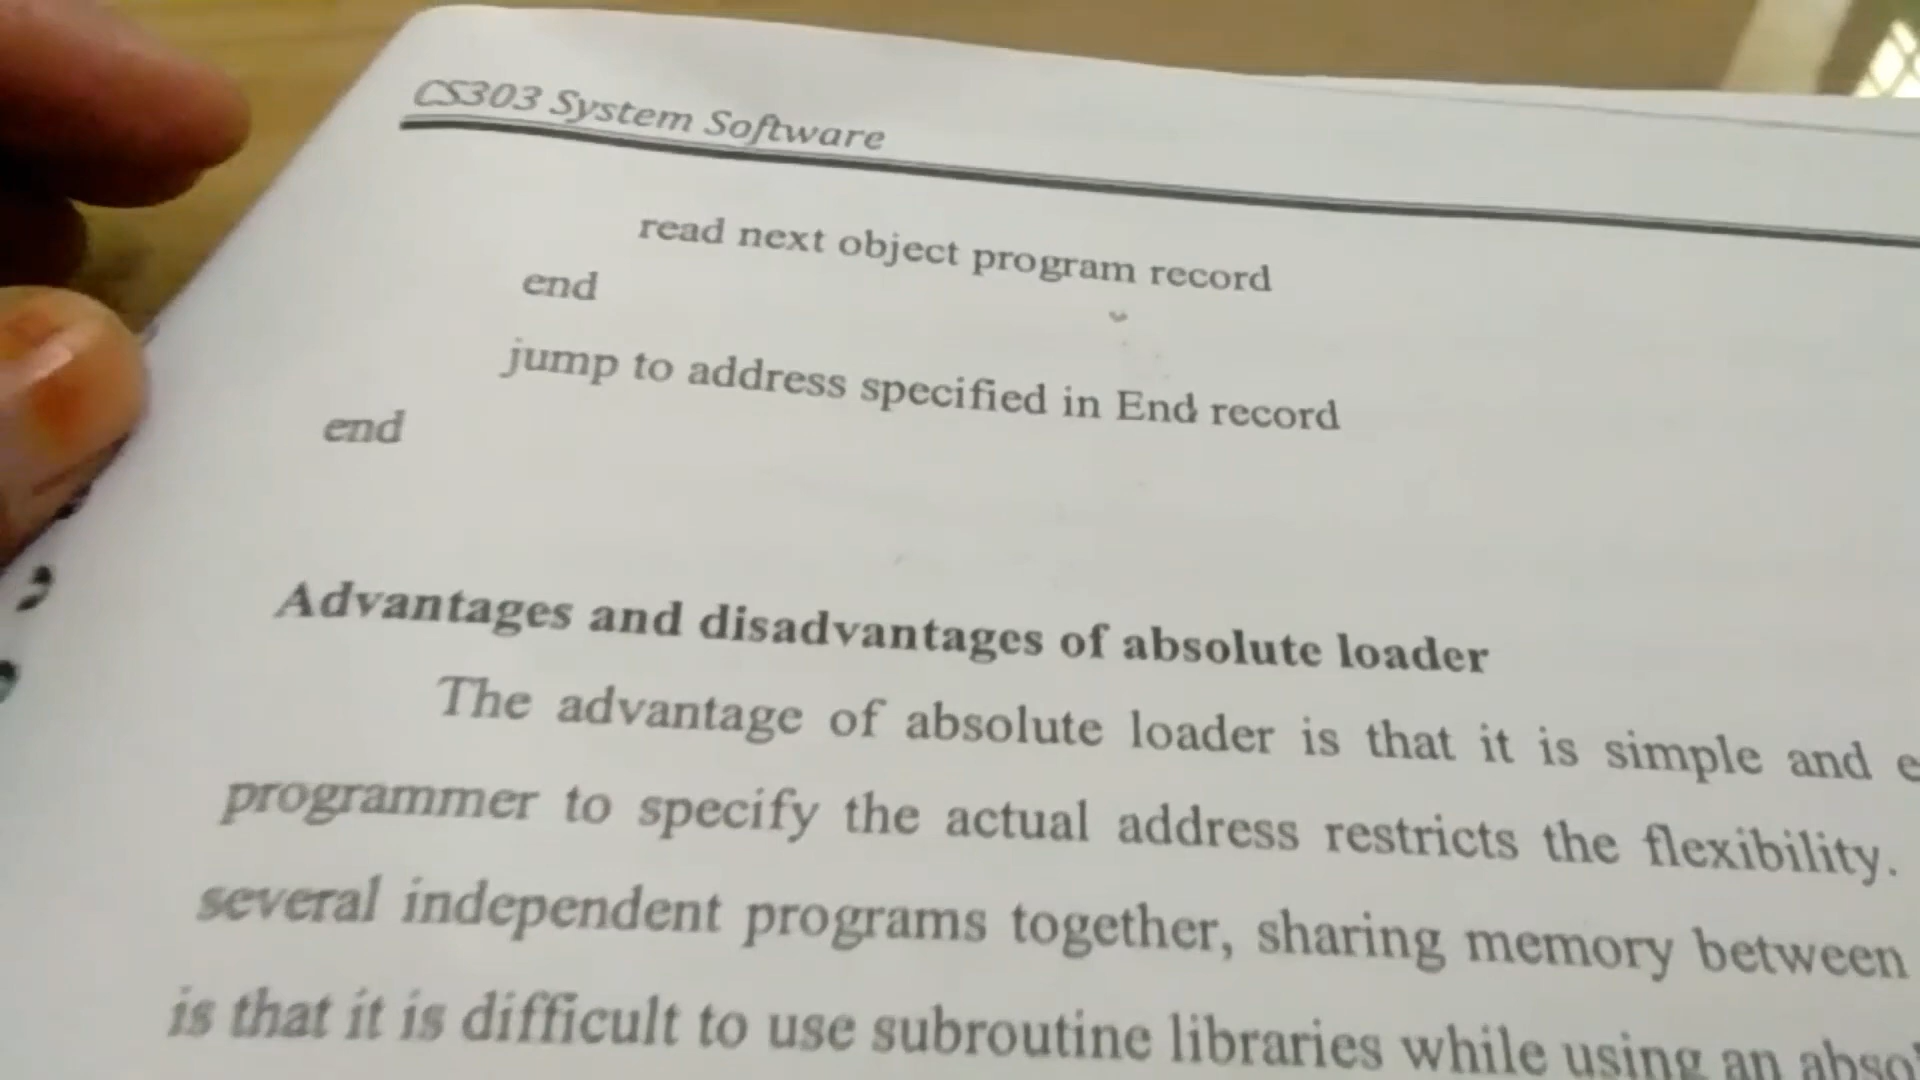 CS303 System Software
read next object program record
end
jump to address specified in End record
end
Advantages and disadvantages of absolute loader
The advantage of absolute loader is that it is simple and
programmer to specify the actual address restricts the flexibility.
several independent programs together, sharing memory between
is that it is difficult to use subroutine libraries while using an